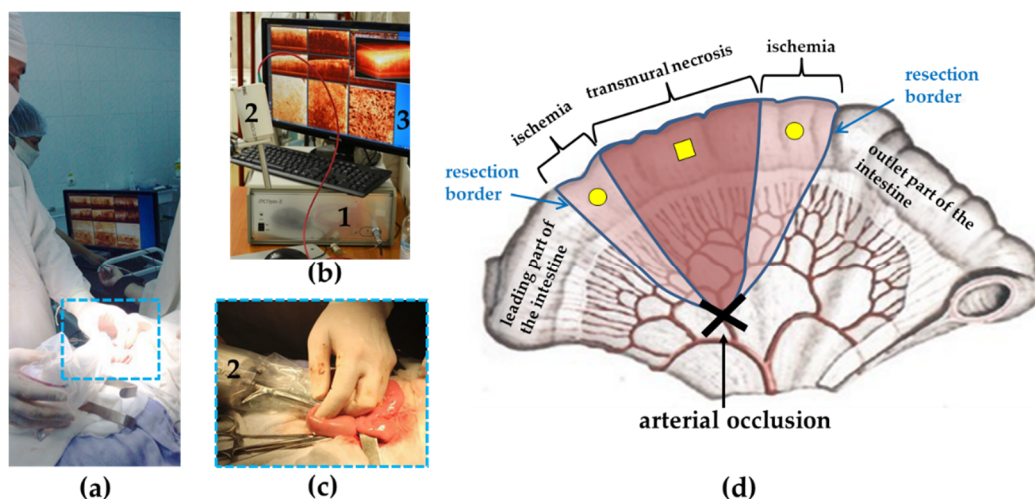 2
3
1
(b)
2
(a)
(c)
ischemia
transmural necrosis
ischemia
resection
border
resection
border
leading part of
the intestine
outlet part of the
intestine
arterial occlusion
(d)